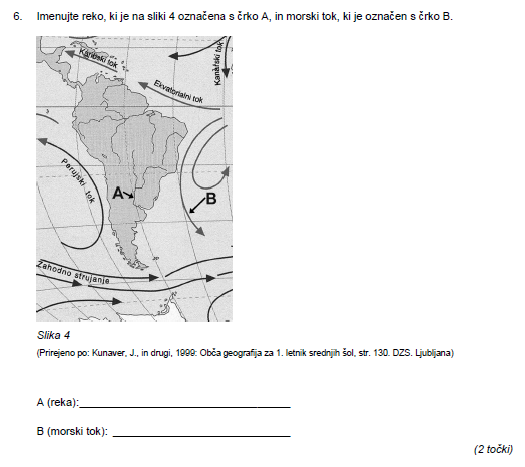 6. Imenujte reko, ki je na sliki 4 označena s črko A, in morski tok, ki je označen s črko B.
Karibski tok
Kanarski tok
Ekvatorialni tok
Perujski tok
A
B
Zahodno strujanje
Slika 4
(Prirejeno po: Kunaver, J., in drugi, 1999: Obča geografija za 1. letnik srednjih šol, str. 130. DZS. Ljubljana)
A (reka):
B (morski tok):
(2 točki)